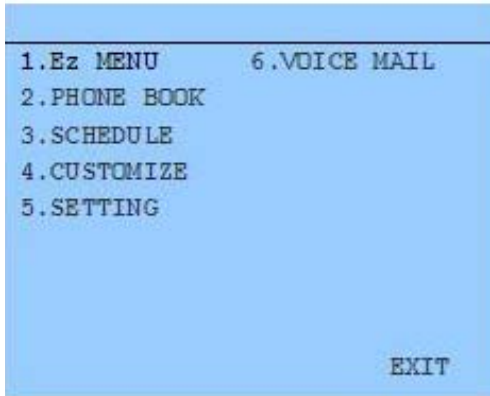 1.Ez MENU 6.VOICE MAIL
2.PHONE BOOK
3.SCHEDULE
4.CUSTOMIZE
5.SETTING
EXIT